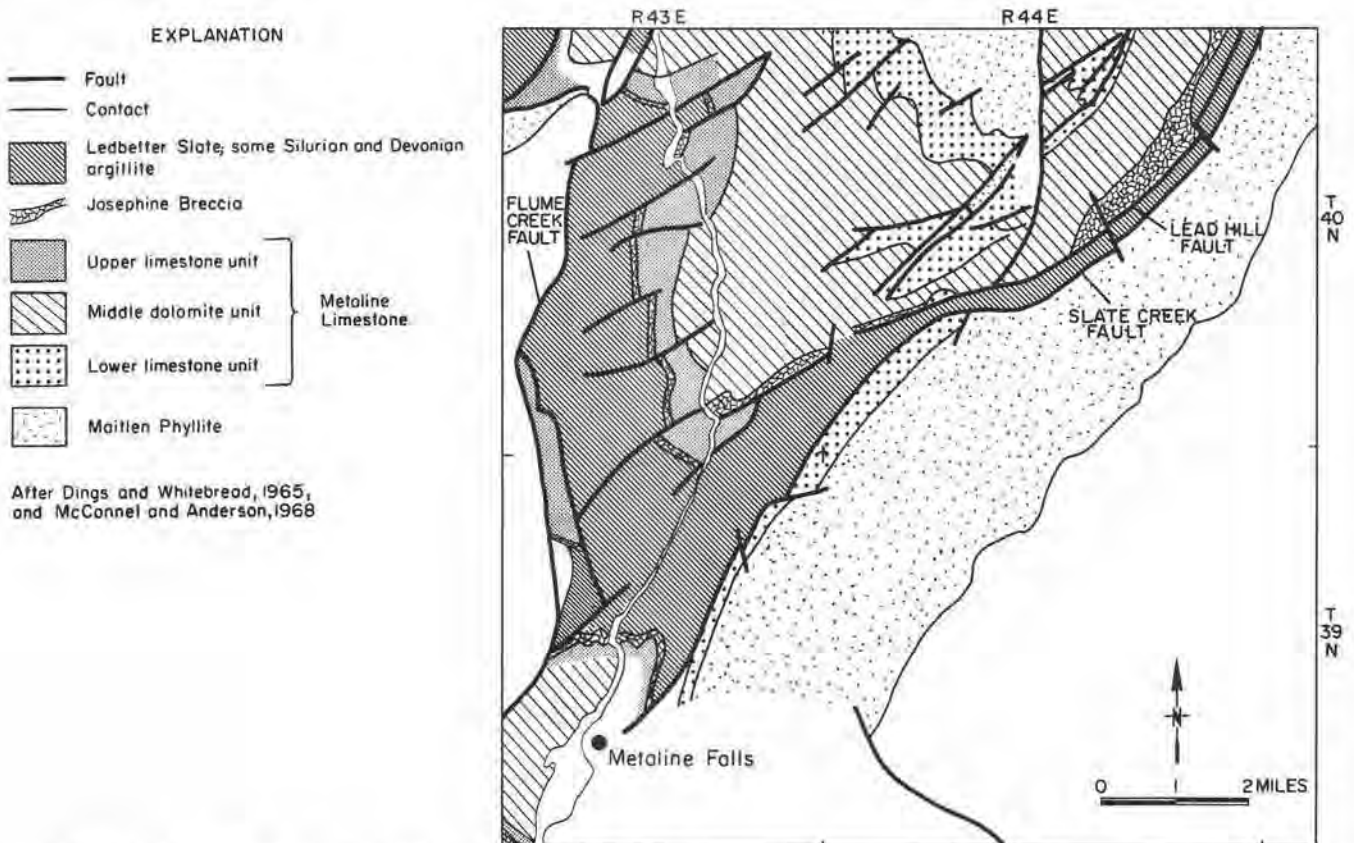 EXPLANATION
Fault
Contact
Ledbetter Slate; some Silurian and Devonian
argillite
Josephine Breccia
Upper limestone unit
Middle dolomite unit
Lower limestone unit
Metaline
Limestone
Maitlen Phyllite
After Dings and Whitebread, 1965,
and McConnel and Anderson, 1968
R 43 E
R 44 E
FLUME
CREEK
FAULT
LEAD HILL
FAULT
SLATE CREEK
FAULT
T
40
N
T
39
N
Metaline Falls
N
0 1 2 MILES